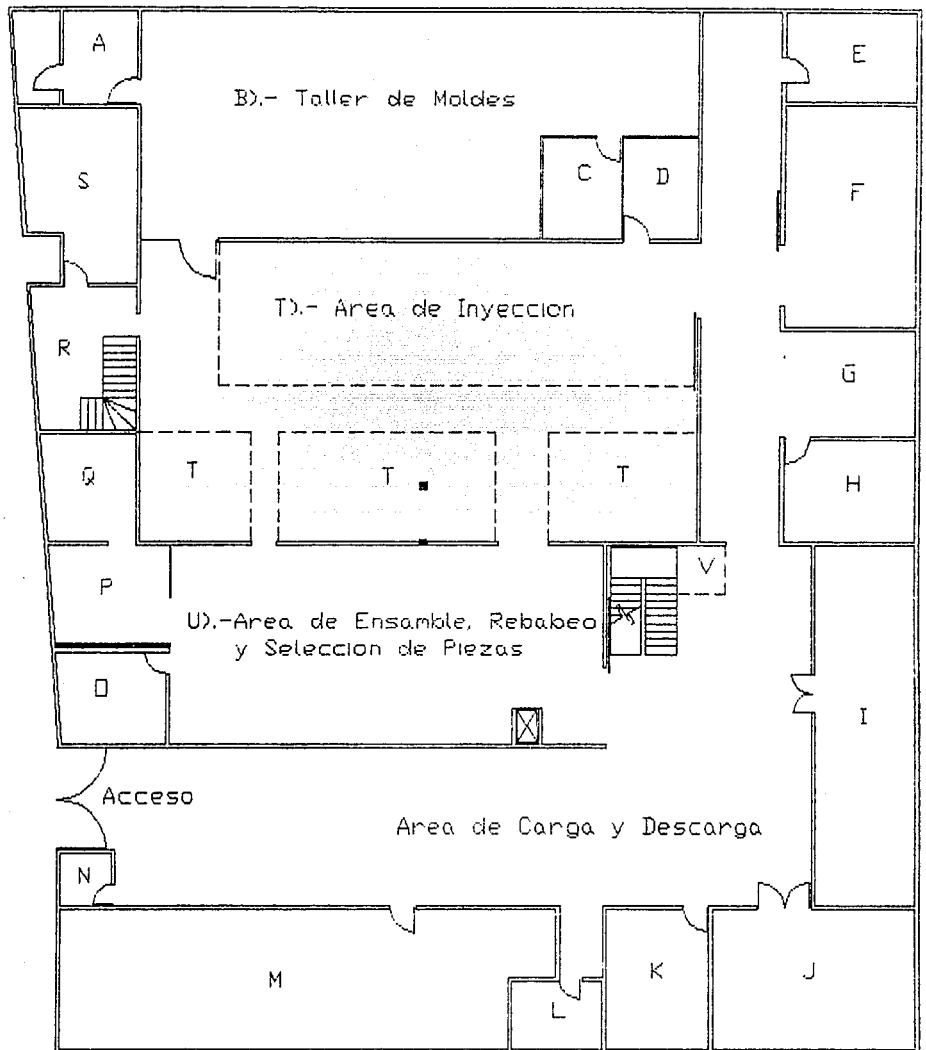 A
E
B).- Taller de Moldes
C
D
S
F
T).- Area de Inyeccion
R
G
Q
T
T
T
H
P
V
U).-Area de Ensamble, Rebabeo
y Seleccion de Piezas
O
I
Acceso
Area de Carga y Descarga
N
M
L
K
J